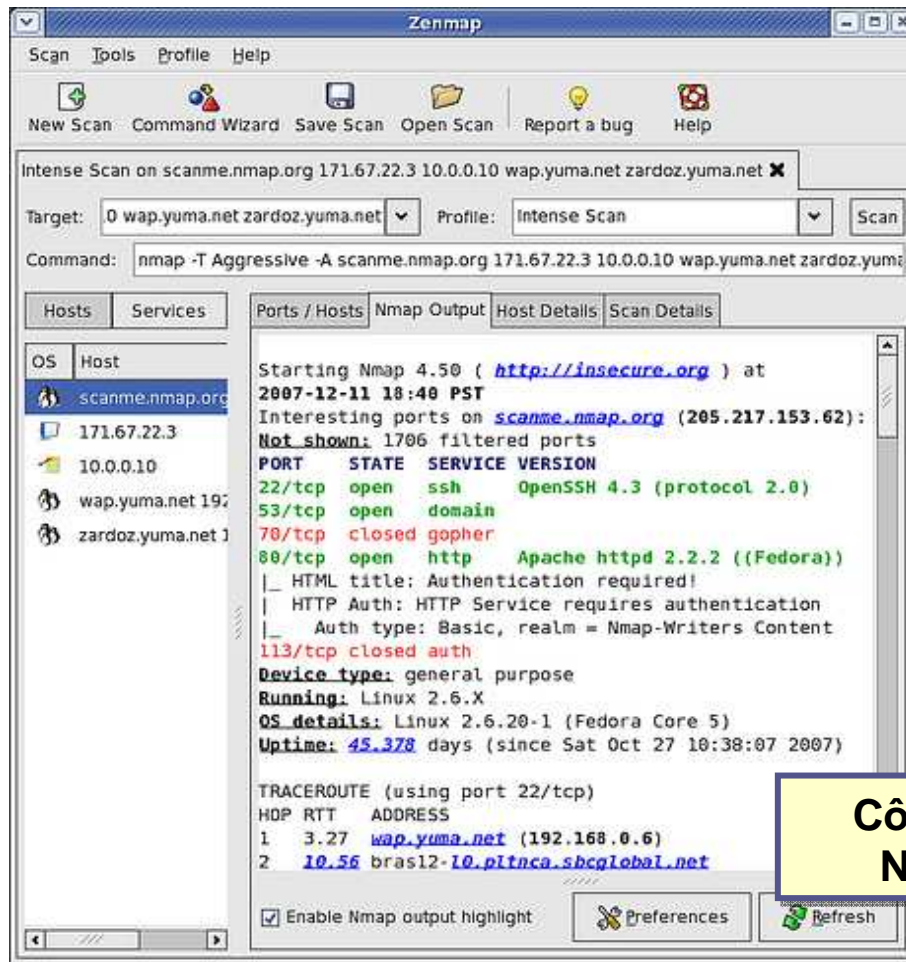 Zenmap
Scan Tools Profile Help
New Scan Command Wizard Save Scan Open Scan Report a bug Help
Intense Scan on scanme.nmap.org 171.67.22.3 10.0.0.10 wap.yuma.net zardoz.yuma.net
Target: .0 wap.yuma.net zardoz.yuma.net Profile: Intense Scan Scan
Command: nmap -T Aggressive -A scanme.nmap.org 171.67.22.3 10.0.0.10 wap.yuma.net zardoz.yuma
Hosts Services
OS Host
scanme.nmap.org
171.67.22.3
10.0.0.10
wap.yuma.net 192
zardoz.yuma.net 1
Ports / Hosts Nmap Output Host Details Scan Details
Starting Nmap 4.50 ( http://insecure.org ) at
2007-12-11 18:40 PST
Interesting ports on scanme.nmap.org (205.217.153.62):
Not shown: 1706 filtered ports
PORT STATE SERVICE VERSION
22/tcp open ssh OpenSSH 4.3 (protocol 2.0)
53/tcp open domain
70/tcp closed gopher
80/tcp open http Apache httpd 2.2.2 ((Fedora))
|_ HTML title: Authentication required!
| HTTP Auth: HTTP Service requires authentication
|_ Auth type: Basic, realm = Nmap-Writers Content
113/tcp closed auth
Device type: general purpose
Running: Linux 2.6.X
OS details: Linux 2.6.20-1 (Fedora Core 5)
Uptime: 45.378 days (since Sat Oct 27 10:38:07 2007)
TRACEROUTE (using port 22/tcp)
HOP RTT ADDRESS
1 3.27 wap.yuma.net (192.168.0.6)
2 10.56 bras12-l0.pltnca.sbcglobal.net
Enable Nmap output highlight Preferences Refresh
Cô
N